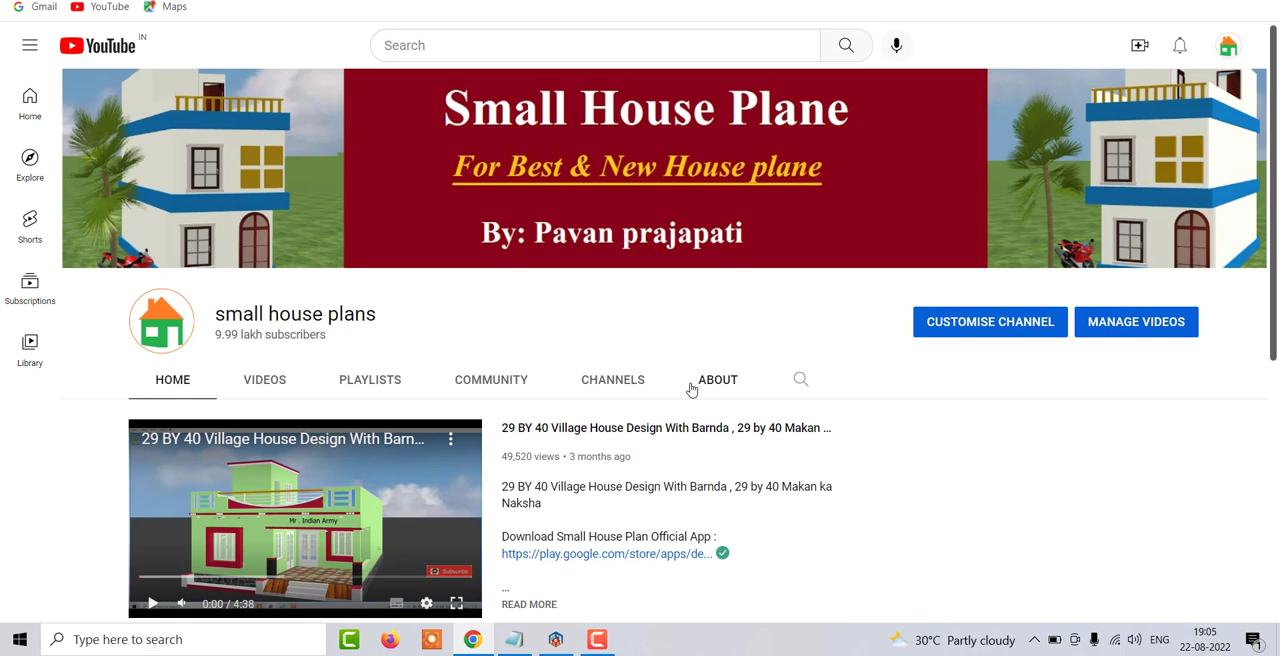 Gmail YouTube Maps
YouTube IN
Search
Home
Explore
Shorts
Subscriptions
Library
Small House Plane
For Best & New House plane
By: Pavan prajapati
small house plans
9.99 lakh subscribers
CUSTOMISE CHANNEL MANAGE VIDEOS
HOME VIDEOS PLAYLISTS COMMUNITY CHANNELS ABOUT
29 BY 40 Village House Design With Barn...
Mr . Indian Army
Subscribe
0:00 / 4:38
29 BY 40 Village House Design With Barnda , 29 by 40 Makan ...
49,520 views • 3 months ago
29 BY 40 Village House Design With Barnda , 29 by 40 Makan ka
Naksha
Download Small House Plan Official App :
https://play.google.com/store/apps/de...
...
READ MORE
Type here to search
30°C Partly cloudy
ENG
19:05
22-08-2022
1